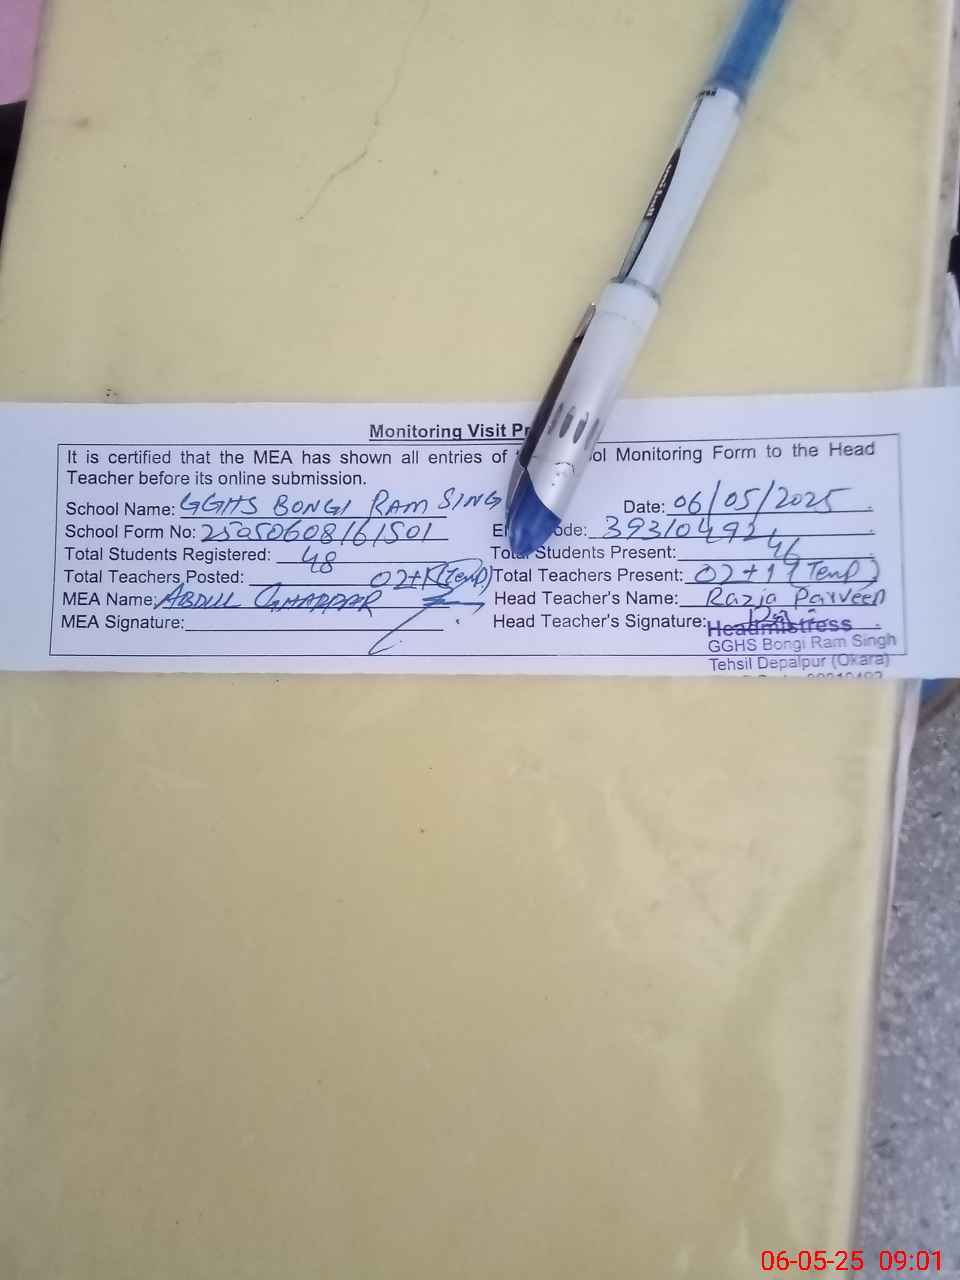 uni-ball
Monitoring Visit Pr
It is certified that the MEA has shown all entries of ol Monitoring Form to the Head
Teacher before its online submission.
School Name: GGHS BONGI RAM SING Date: 06/05/2025
School Form No: 25050608161501 E ode: 39310492
Total Students Registered: 48 Total Students Present: 46
Total Teachers Posted: 02+1(Temp) Total Teachers Present: 02+1(Temp)
MEA Name: ABDUL GHAFFAR Head Teacher's Name: Razia Parveen
MEA Signature: Head Teacher's Signature:
Headmistress
GGHS Bongi Ram Singh
Tehsil Depalpur (Okara)
06-05-25 09:01